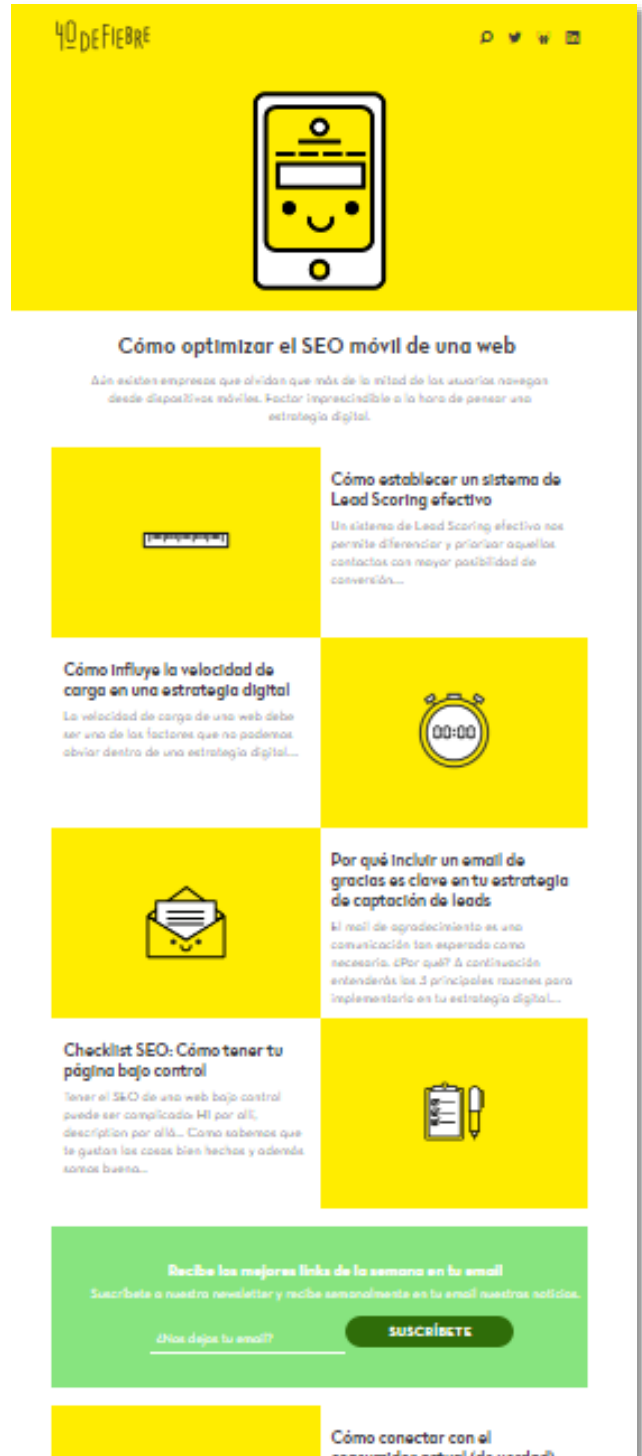 40 DE FIEBRE
Cómo optimizar el SEO móvil de una web
Aún existen empresas que olvidan que más de la mitad de los usuarios navegan
desde dispositivos móviles. Factor imprescindible a la hora de pensar una
estrategia digital.
Cómo establecer un sistema de
Lead Scoring efectivo
Un sistema de Lead Scoring efectivo nos
permite diferenciar y priorizar aquellos
contactos con mayor posibilidad de
conversión...
Cómo influye la velocidad de
carga en una estrategia digital
La velocidad de carga de una web debe
ser uno de los factores que no podemos
obviar dentro de una estrategia digital...
00:00
Por qué incluir un email de
gracias es clave en tu estrategia
de captación de leads
El mail de agradecimiento es una
comunicación tan esperada como
necesaria. ¿Por qué? A continuación
entenderás las 3 principales razones para
implementarlo en tu estrategia digital...
Checklist SEO: Cómo tener tu
página bajo control
Tener el SEO de una web bajo control
puede ser complicado: H1 por allí,
description por allá... Como sabemos que
te gustan las cosas bien hechas y además
somos buena...
Recibe los mejores links de la semana en tu email
Suscríbete a nuestra newsletter y recibe semanalmente en tu email nuestras noticias.
¿Nos dejas tu email?
SUSCRÍBETE
Cómo conectar con el
consumidor actual (de verdad)